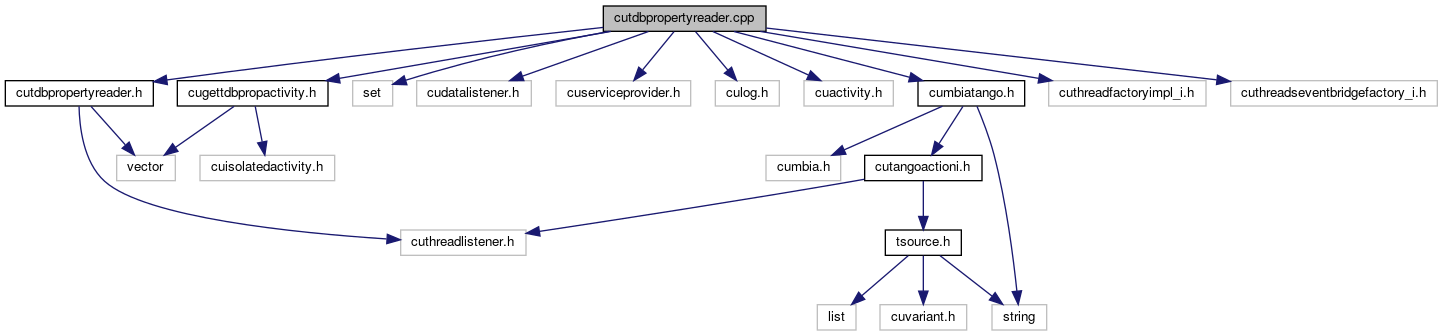 cutdbpropertyreader.cpp
cutdbpropertyreader.h
cugettdbpropactivity.h
set
cudatalistener.h
cuserviceprovider.h
culog.h
cuactivity.h
cumbiatango.h
cuthreadfactoryimpl_i.h
cuthreadseventbridgefactory_i.h
vector
cuisolatedactivity.h
cumbia.h
cutangoactioni.h
cuthreadlistener.h
tsource.h
list
cuvariant.h
string